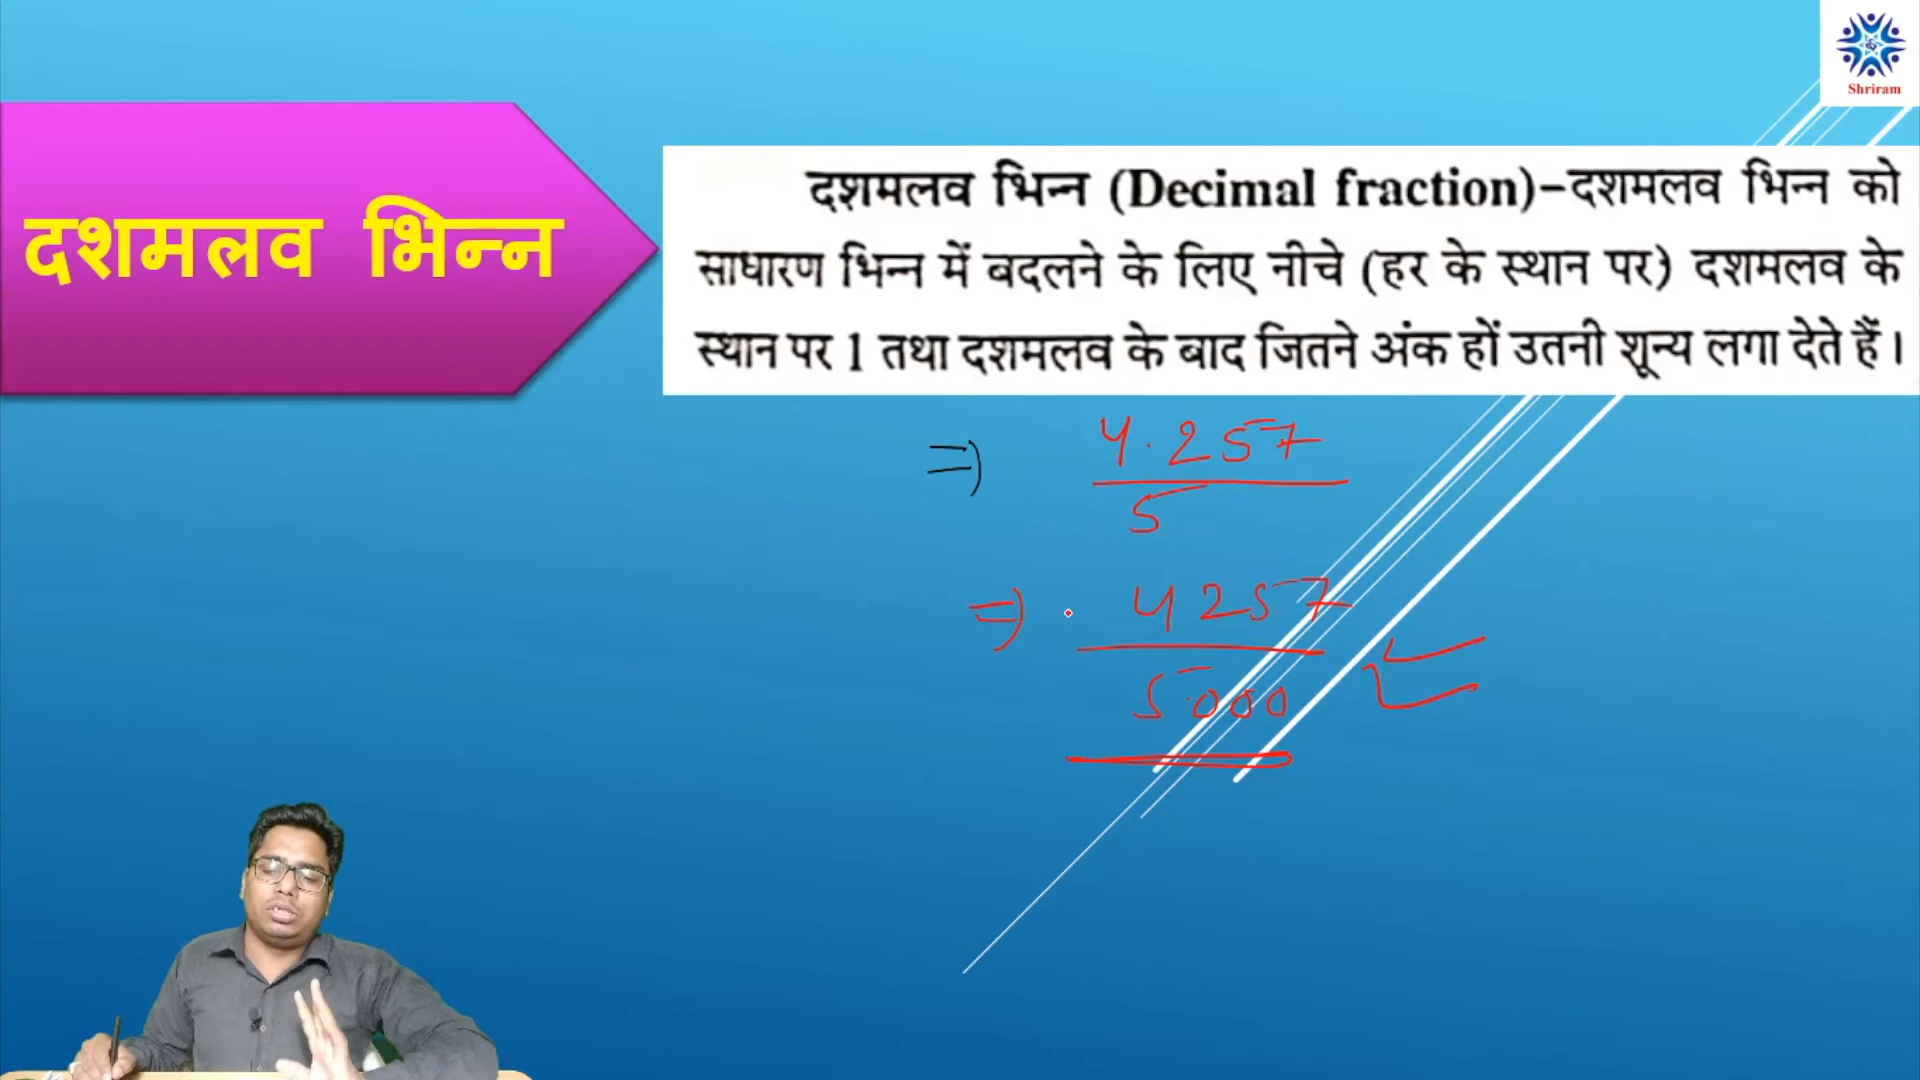 Shriram
दशमलव भिन्न
दशमलव भिन्न (Decimal fraction)–दशमलव भिन्न को
साधारण भिन्न में बदलने के लिए नीचे (हर के स्थान पर) दशमलव के
स्थान पर 1 तथा दशमलव के बाद जितने अंक हों उतनी शून्य लगा देते हैं।
=> 4.257
5
=> 4257
5000